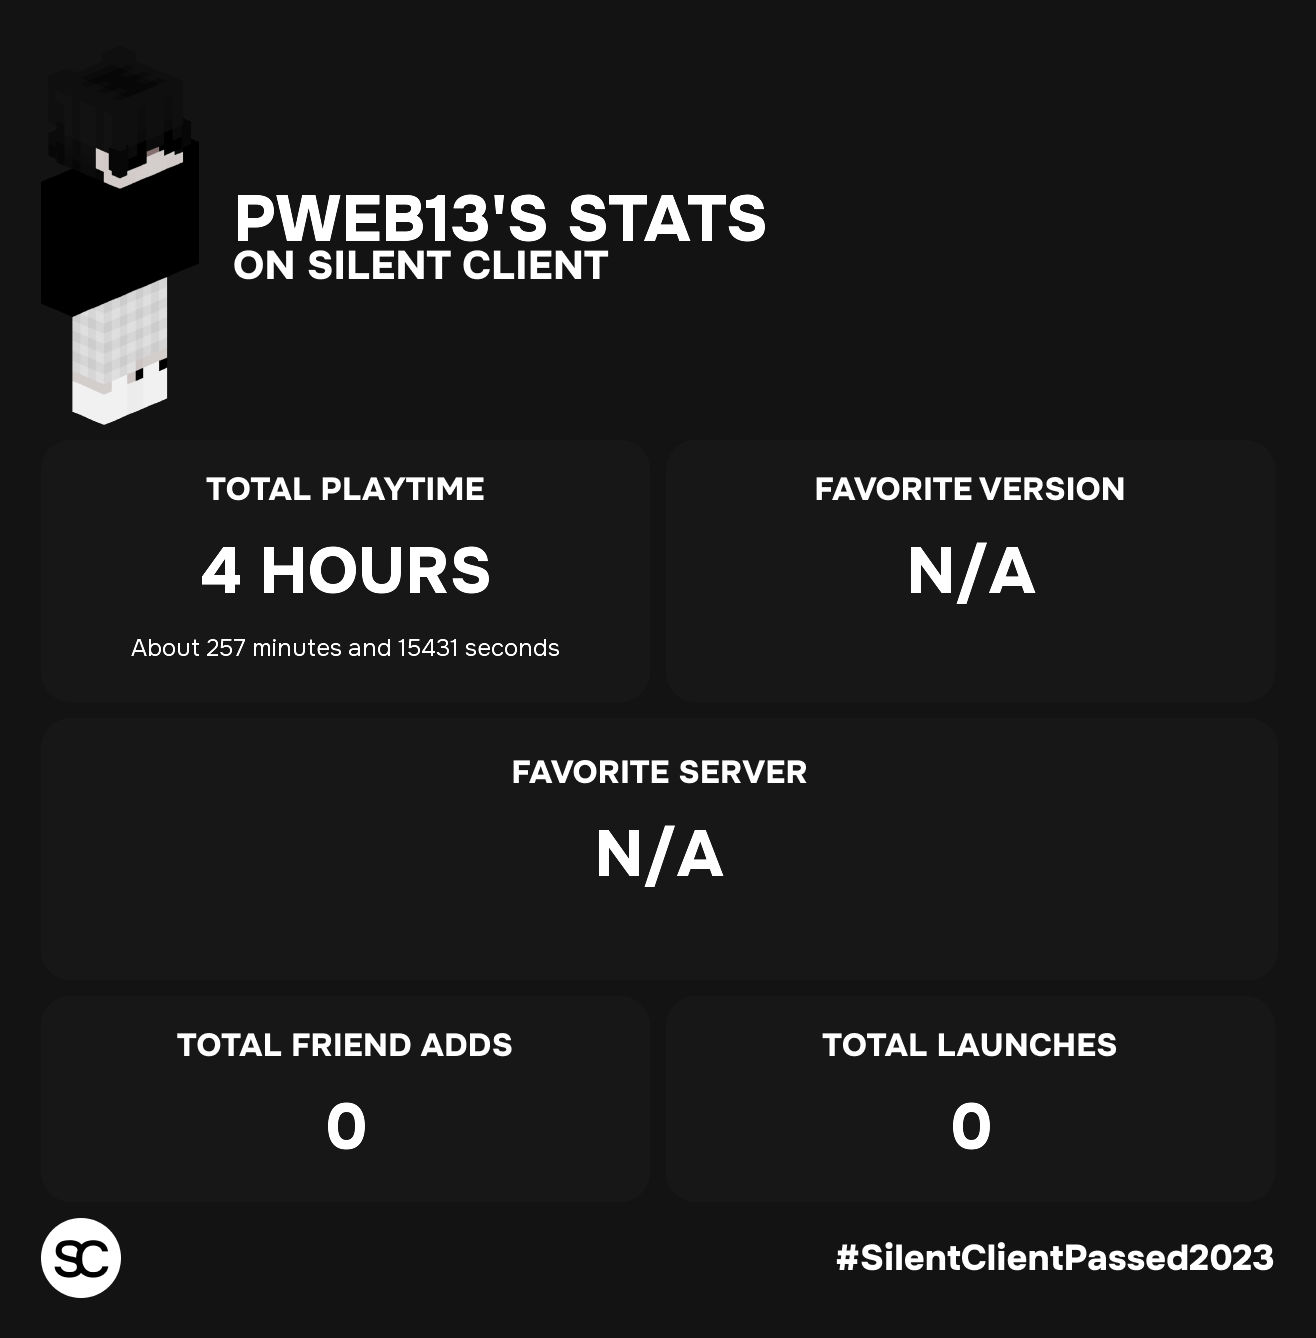 PWEB13'S STATS
ON SILENT CLIENT
TOTAL PLAYTIME
4 HOURS
About 257 minutes and 15431 seconds
FAVORITE VERSION
N/A
FAVORITE SERVER
N/A
TOTAL FRIEND ADDS
0
TOTAL LAUNCHES
0
SC
#SilentClientPassed2023